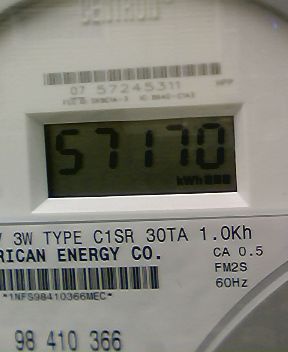 CENTRON
07 57245311
57170
kWh
3W TYPE C1SR 30TA 1.0Kh
RICAN ENERGY CO.
CA 0.5
FM2S
60Hz
*1NFS98410366MEC*
98 410 366